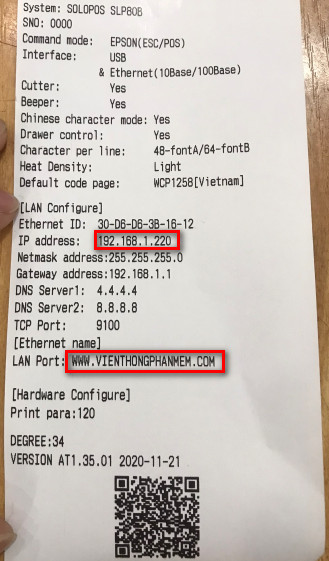 System: SOLOPOS SLP80B
SNO: 0000
Command mode: EPSON(ESC/POS)
Interface: USB
& Ethernet(10Base/100Base)
Cutter: Yes
Beeper: Yes
Chinese character mode: Yes
Drawer control: Yes
Character per line: 48-fontA/64-fontB
Heat Density: Light
Default code page: WCP1258[Vietnam]
[LAN Configure]
Ethernet ID: 30-D6-D6-3B-16-12
IP address: 192.168.1.220
Netmask address:255.255.255.0
Gateway address:192.168.1.1
DNS Server1: 4.4.4.4
DNS Server2: 8.8.8.8
TCP Port: 9100
[Ethernet name]
LAN Port: WWW.VIENTHONGPHANMEM.COM
[Hardware Configure]
Print para:120
DEGREE:34
VERSION AT1.35.01 2020-11-21